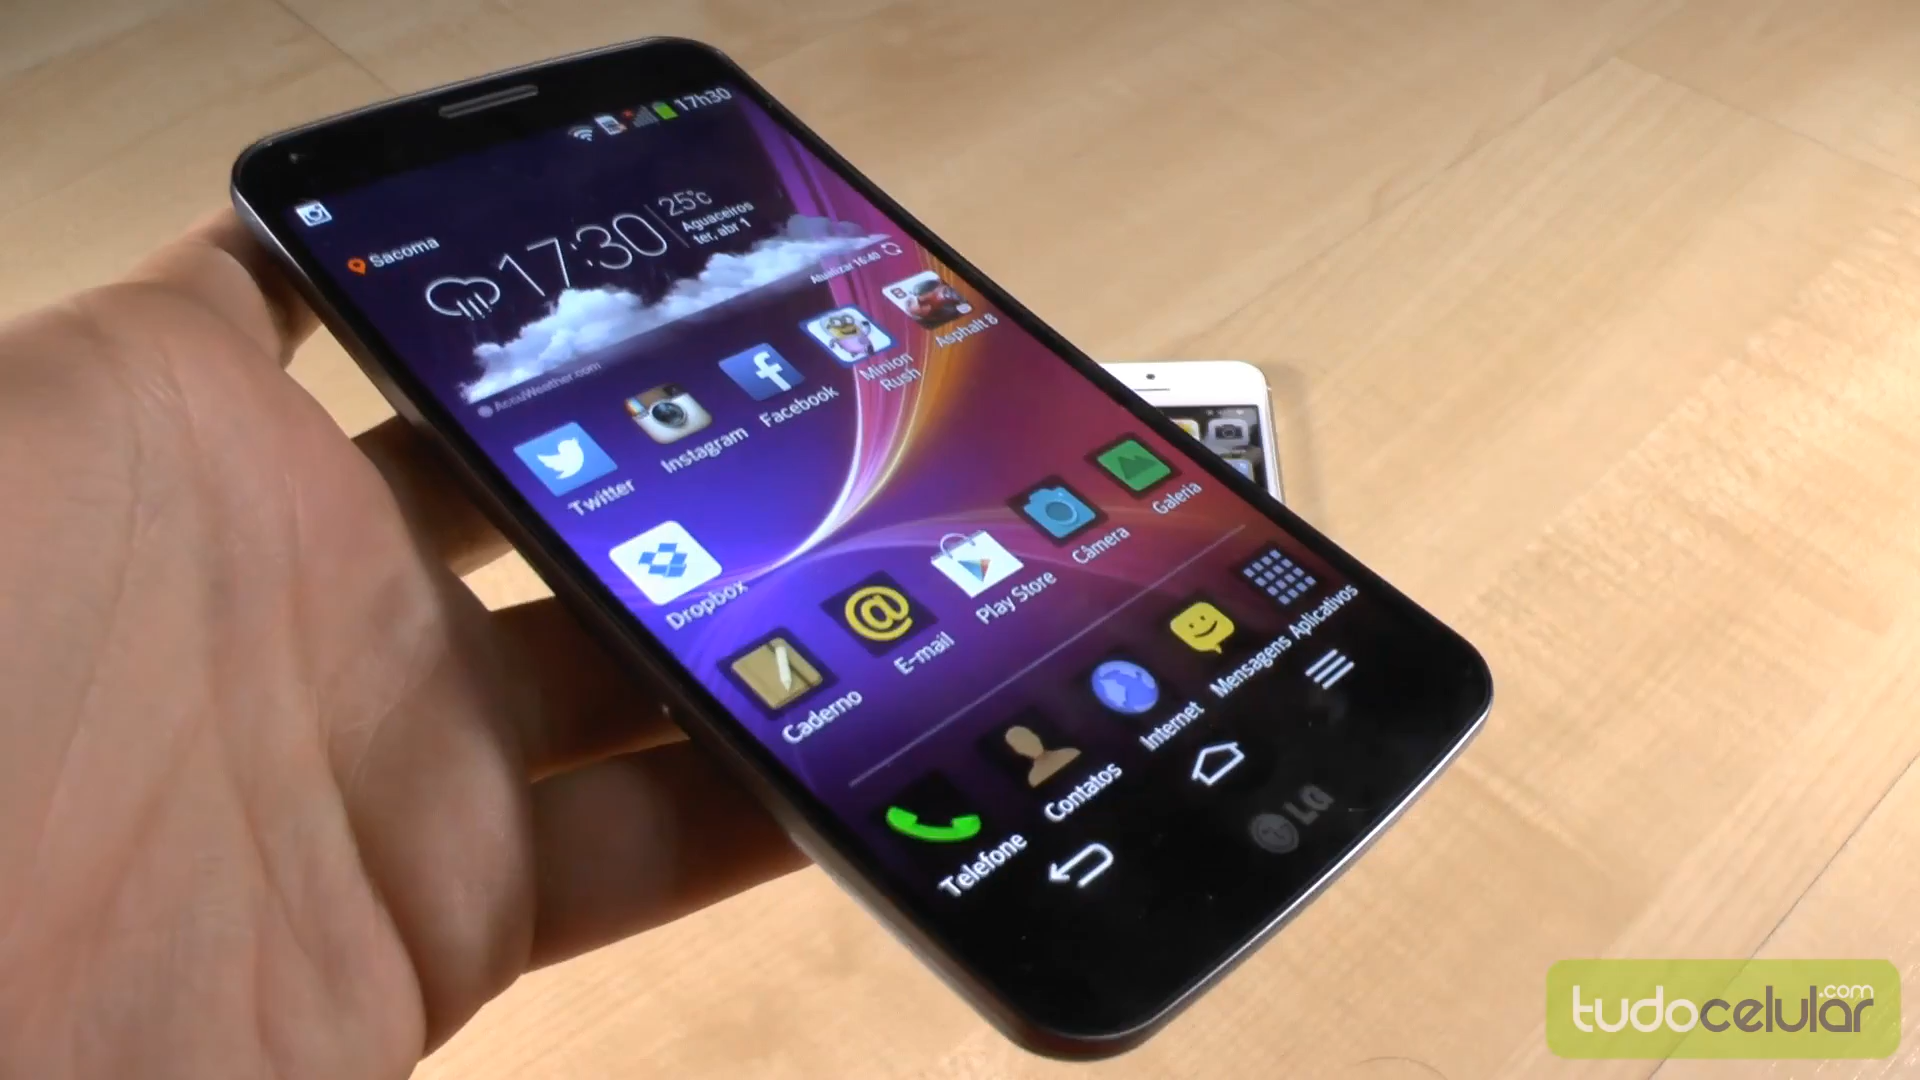 17h30
Sacoma
17:30
25°c
Aguaceiros
ter, abr 1
Atualizar 16:40
AccuWeather.com
Twitter
Instagram
Facebook
Minion
Rush
Asphalt 8
Dropbox
Caderno
E-mail
Play Store
Câmera
Galeria
Telefone
Contatos
Internet
Mensagens
Aplicativos
LG
tudocelular.com